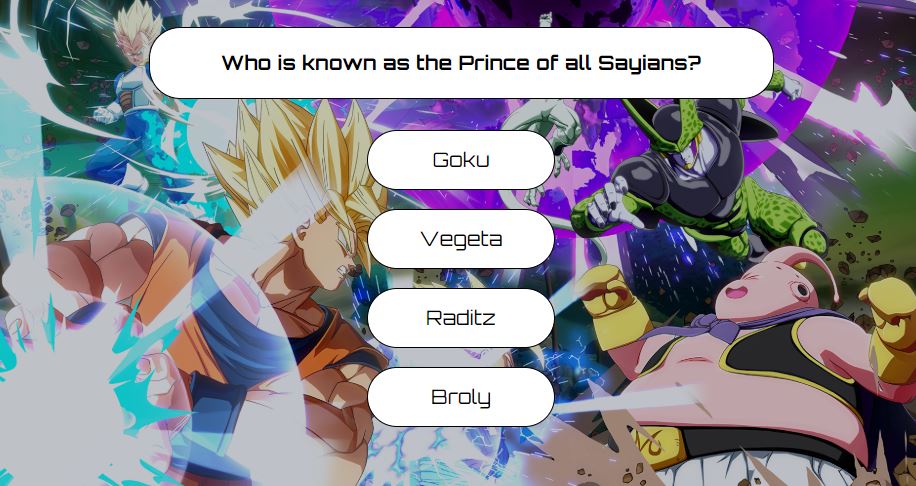 Who is known as the Prince of all Sayians?
Goku
Vegeta
Raditz
Broly